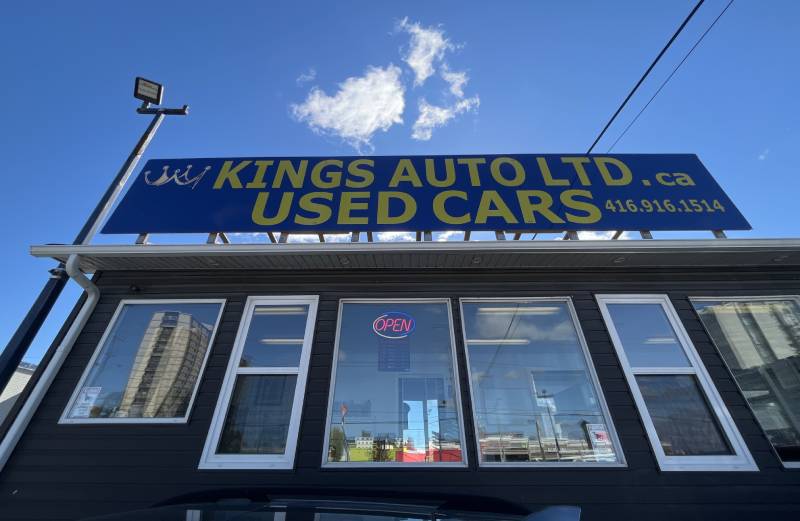 KINGS AUTO LTD.ca
USED CARS 416.916.1514
OPEN